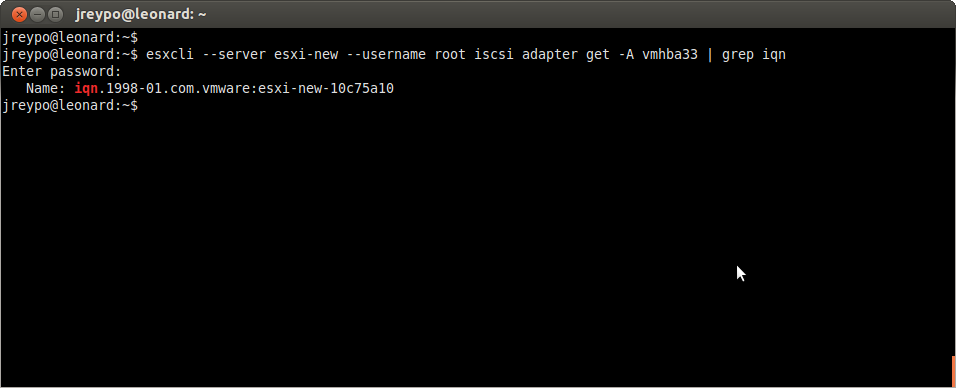 jreypo@leonard: ~
jreypo@leonard:~$
jreypo@leonard:~$ esxcli --server esxi-new --username root iscsi adapter get -A vmhba33 | grep iqn
Enter password:
   Name: iqn.1998-01.com.vmware:esxi-new-10c75a10
jreypo@leonard:~$